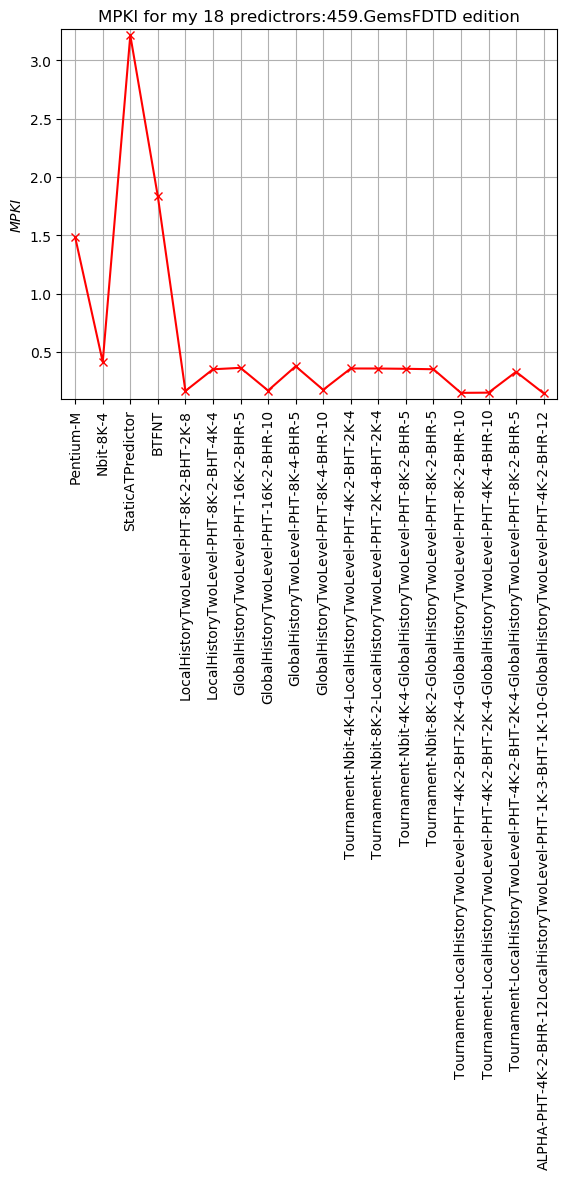 MPKI for my 18 predictrors:459.GemsFDTD edition
MPKI
3.0
2.5
2.0
1.5
1.0
0.5
Pentium-M
Nbit-8K-4
StaticATPredictor
BTFNT
LocalHistoryTwoLevel-PHT-8K-2-BHT-2K-8
LocalHistoryTwoLevel-PHT-8K-2-BHT-4K-4
GlobalHistoryTwoLevel-PHT-16K-2-BHR-5
GlobalHistoryTwoLevel-PHT-16K-2-BHR-10
GlobalHistoryTwoLevel-PHT-8K-4-BHR-5
GlobalHistoryTwoLevel-PHT-8K-4-BHR-10
Tournament-Nbit-4K-4-LocalHistoryTwoLevel-PHT-4K-2-BHT-2K-4
Tournament-Nbit-8K-2-LocalHistoryTwoLevel-PHT-2K-4-BHT-2K-4
Tournament-Nbit-4K-4-GlobalHistoryTwoLevel-PHT-8K-2-BHR-5
Tournament-Nbit-8K-2-GlobalHistoryTwoLevel-PHT-8K-2-BHR-5
Tournament-LocalHistoryTwoLevel-PHT-4K-2-BHT-2K-4-GlobalHistoryTwoLevel-PHT-8K-2-BHR-10
Tournament-LocalHistoryTwoLevel-PHT-4K-2-BHT-2K-4-GlobalHistoryTwoLevel-PHT-4K-4-BHR-10
Tournament-LocalHistoryTwoLevel-PHT-4K-2-BHT-2K-4-GlobalHistoryTwoLevel-PHT-8K-2-BHR-5
ALPHA-PHT-4K-2-BHR-12LocalHistoryTwoLevel-PHT-1K-3-BHT-1K-10-GlobalHistoryTwoLevel-PHT-4K-2-BHR-12